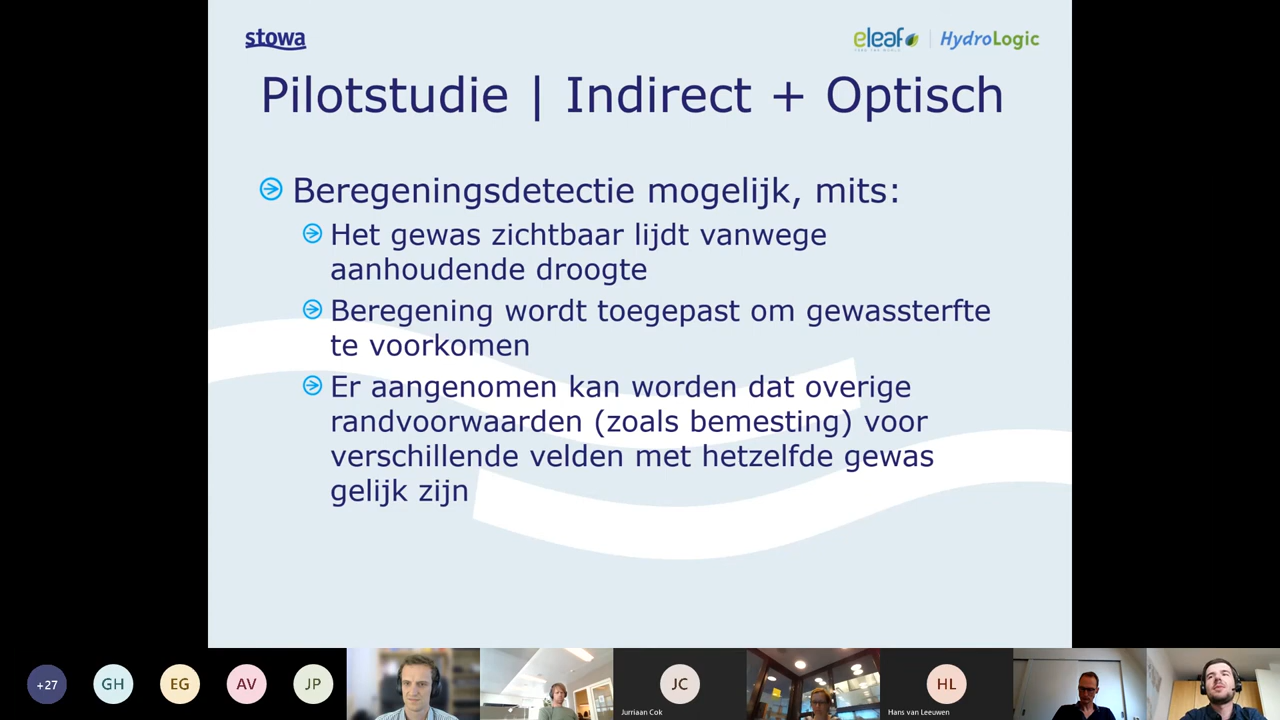 stowa
eleaf
HydroLogic
Pilotstudie | Indirect + Optisch
Beregeningsdetectie mogelijk, mits:
Het gewas zichtbaar lijdt vanwege
aanhoudende droogte
Beregening wordt toegepast om gewassterfte
te voorkomen
Er aangenomen kan worden dat overige
randvoorwaarden (zoals bemesting) voor
verschillende velden met hetzelfde gewas
gelijk zijn
+27
GH
EG
AV
JP
JC
Jurriaan Cok
HL
Hans van Leeuwen